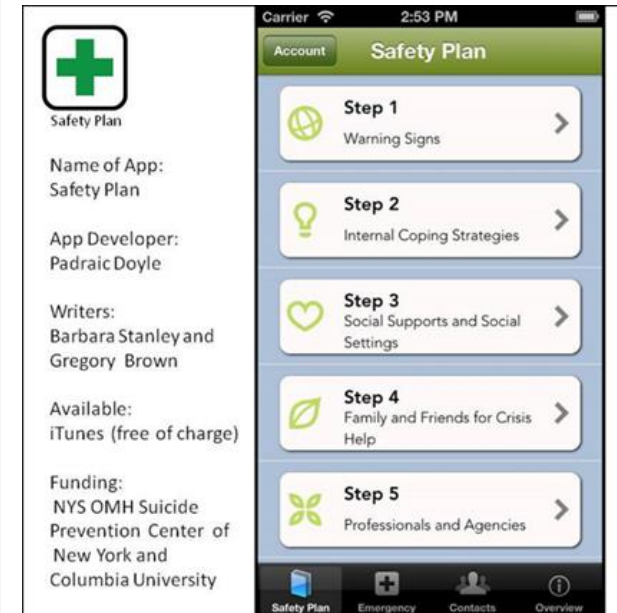 Safety Plan
Name of App:
Safety Plan
App Developer:
Padraic Doyle
Writers:
Barbara Stanley and
Gregory Brown
Available:
iTunes (free of charge)
Funding:
NYS OMH Suicide
Prevention Center of
New York and
Columbia University
Carrier 2:53 PM
Account Safety Plan
Step 1
Warning Signs
Step 2
Internal Coping Strategies
Step 3
Social Supports and Social
Settings
Step 4
Family and Friends for Crisis
Help
Step 5
Professionals and Agencies
Safety Plan Emergency Contacts Overview